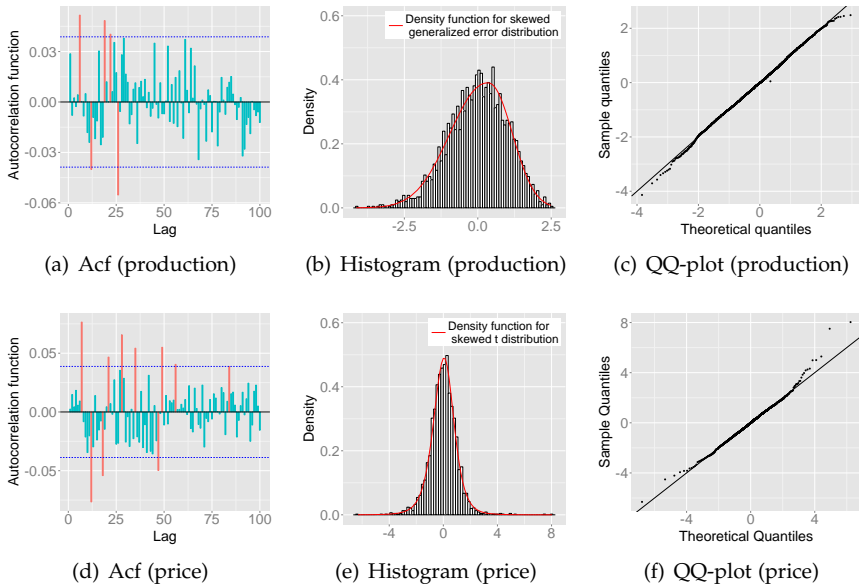 Autocorrelation function
0.03
0.00
-0.03
-0.06
0 25 50 75 100
Lag
(a) Acf (production)
Density
0.6
0.4
0.2
0.0
Density function for skewed
generalized error distribution
-2.5 0.0 2.5
(b) Histogram (production)
Sample quantiles
2
0
-2
-4
-4 -2 0 2
Theoretical quantiles
(c) QQ-plot (production)
Autocorrelation function
0.05
0.00
-0.05
0 25 50 75 100
Lag
(d) Acf (price)
Density
0.6
0.4
0.2
0.0
Density function for
skewed t distribution
-4 0 4 8
(e) Histogram (price)
Sample Quantiles
8
4
0
-4
-4 0 4
Theoretical Quantiles
(f) QQ-plot (price)